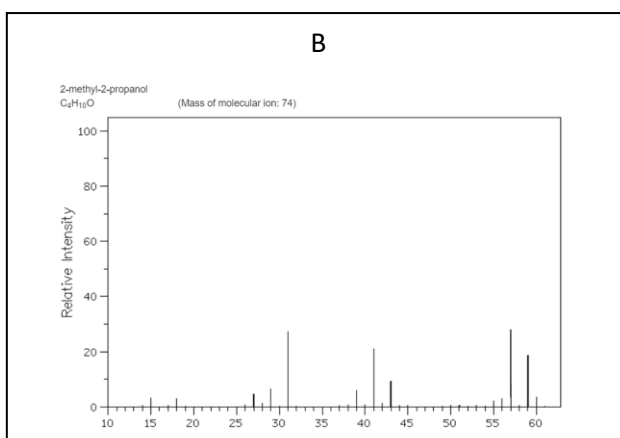 B
2-methyl-2-propanol
C₄H₁₀O (Mass of molecular ion: 74)
100
80
60
40
20
0
Relative Intensity
10 15 20 25 30 35 40 45 50 55 60